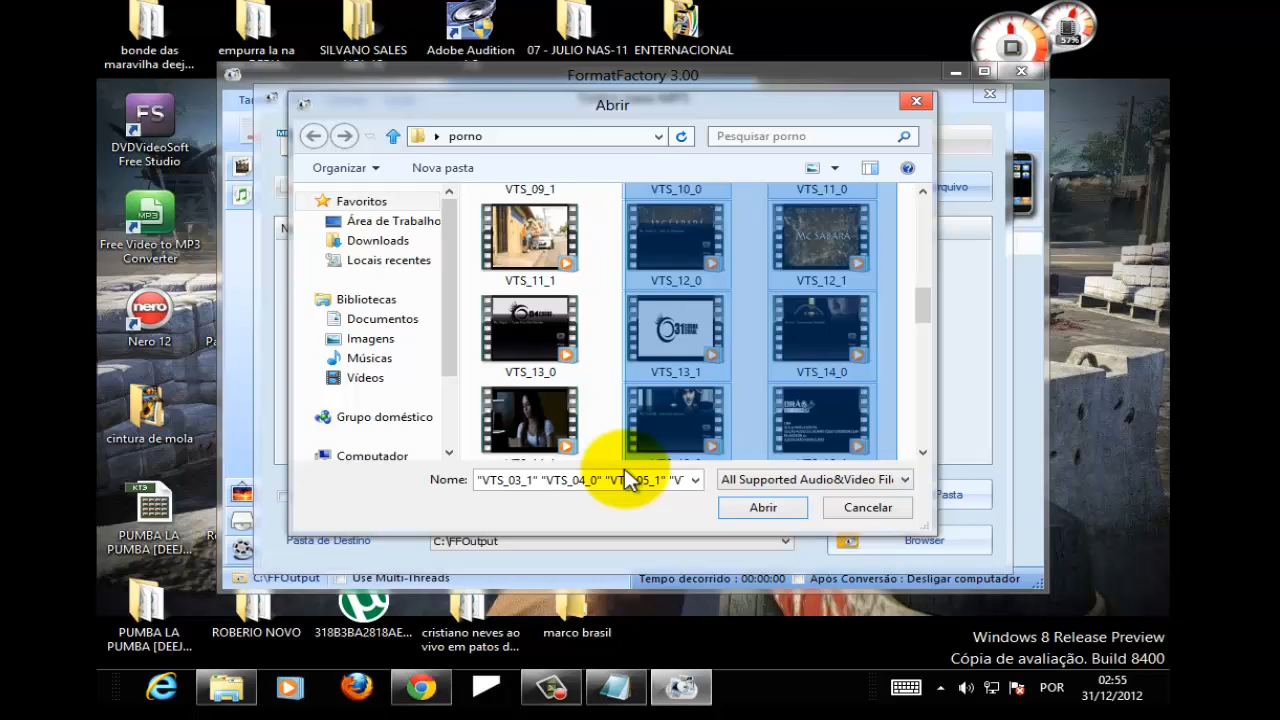 bonde das
maravilha deej...
empurra la na
SILVANO SALES
Adobe Audition
07 - JULIO NAS-11
ENTERNACIONAL
57%
FormatFactory 3.00
Abrir
porno
Pesquisar porno
Organizar
Nova pasta
FS
DVDVideoSoft
Free Studio
MP3
Free Video to MP3
Converter
nero
Nero 12
cintura de mola
PUMBA LA
PUMBA [DEEJ...
Favoritos
Área de Trabalho
Downloads
Locais recentes
Bibliotecas
Documentos
Imagens
Músicas
Vídeos
Grupo doméstico
Computador
VTS_09_1
VTS_10_0
VTS_11_0
MC SABARÁ
VTS_11_1
VTS_12_0
VTS_12_1
VTS_13_0
VTS_13_1
VTS_14_0
Nome:
"VTS_03_1" "VTS_04_0"
All Supported Audio&Video File
Abrir
Cancelar
Pasta de Destino
C:\FFOutput
Browser
C:\FFOutput
Use Multi-Threads
Tempo decorrido : 00:00:00
Após Conversão : Desligar computador
PUMBA LA
PUMBA [DEEJ...
ROBERIO NOVO
318B3BA2818AE...
cristiano neves ao
vivo em patos d...
marco brasil
Windows 8 Release Preview
Cópia de avaliação. Build 8400
POR
02:55
31/12/2012